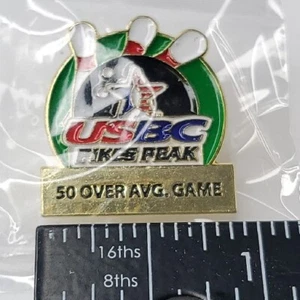 USBC
PIKES PEAK
50 OVER AVG. GAME
16ths
8ths
1